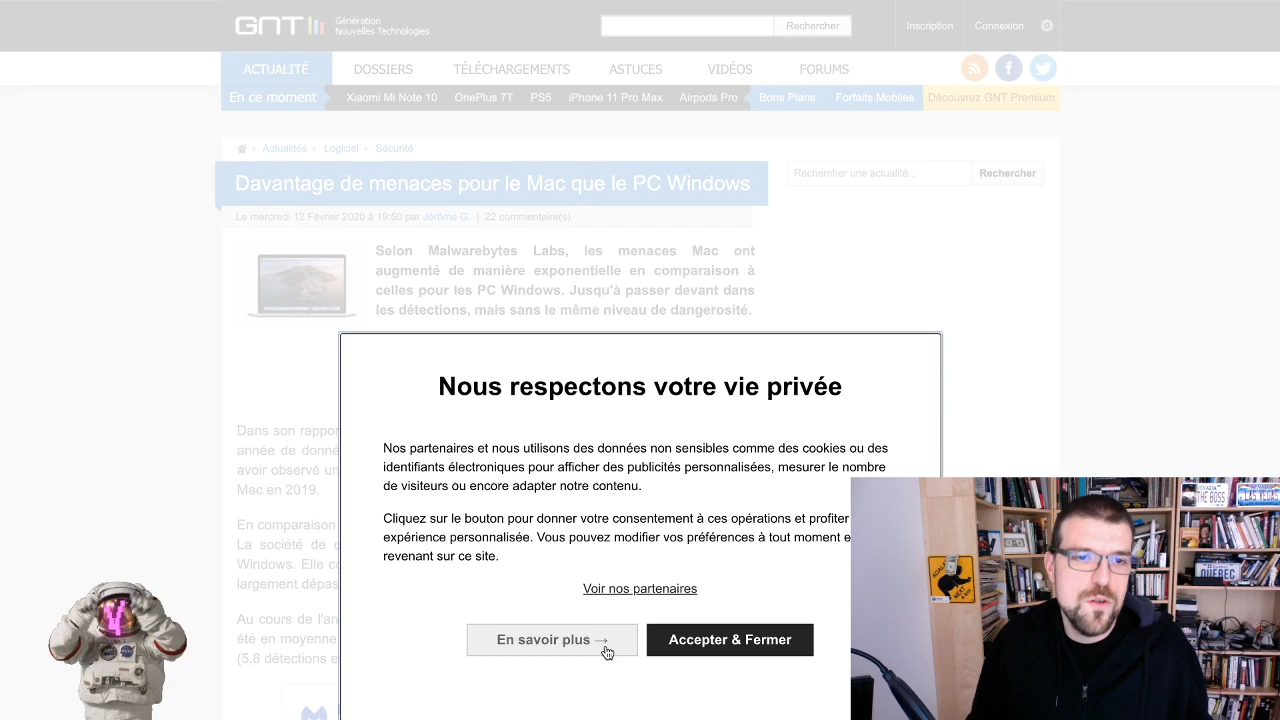 GNT
Génération
Nouvelles Technologies
Rechercher
Inscription
Connexion
ACTUALITÉ
DOSSIERS
TÉLÉCHARGEMENTS
ASTUCES
VIDÉOS
FORUMS
En ce moment
Xiaomi Mi Note 10
OnePlus 7T
PS5
iPhone 11 Pro Max
Airpods Pro
Bons Plans
Forfaits Mobiles
Découvrez GNT Premium
Actualités › Logiciel › Sécurité
Davantage de menaces pour le Mac que le PC Windows
Rechercher une actualité...
Rechercher
Le mercredi 12 Février 2020 à 19:50 par Jérôme G. | 22 commentaire(s)
Selon Malwarebytes Labs, les menaces Mac ont
augmenté de manière exponentielle en comparaison à
celles pour les PC Windows. Jusqu'à passer devant dans
les détections, mais sans le même niveau de dangerosité.
Dans son rappor
année de donné
avoir observé un
Mac en 2019.
En comparaison
La société de c
Windows. Elle co
largement dépas
Au cours de l'an
été en moyenne
(5,8 détections e
Nous respectons votre vie privée
Nos partenaires et nous utilisons des données non sensibles comme des cookies ou des
identifiants électroniques pour afficher des publicités personnalisées, mesurer le nombre
de visiteurs ou encore adapter notre contenu.
Cliquez sur le bouton pour donner votre consentement à ces opérations et profiter
expérience personnalisée. Vous pouvez modifier vos préférences à tout moment e
revenant sur ce site.
Voir nos partenaires
En savoir plus →
Accepter & Fermer
THE BOSS
LAS VEGAS
QUÉBEC
NEXT